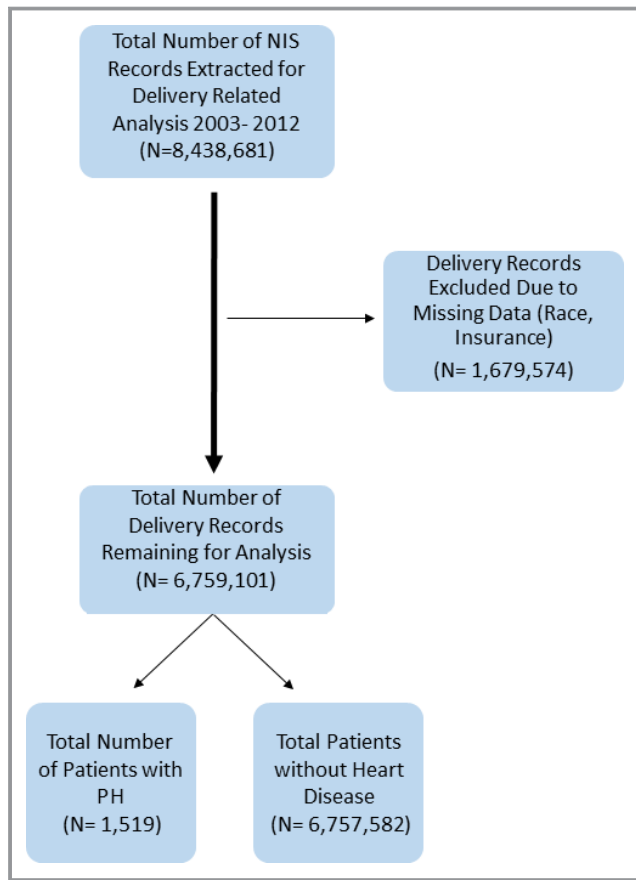 Total Number of NIS
Records Extracted for
Delivery Related
Analysis 2003- 2012
(N=8,438,681)
Delivery Records
Excluded Due to
Missing Data (Race,
Insurance)
(N= 1,679,574)
Total Number of
Delivery Records
Remaining for Analysis
(N= 6,759,101)
Total Number
of Patients with
PH
(N= 1,519)
Total Patients
without Heart
Disease
(N= 6,757,582)